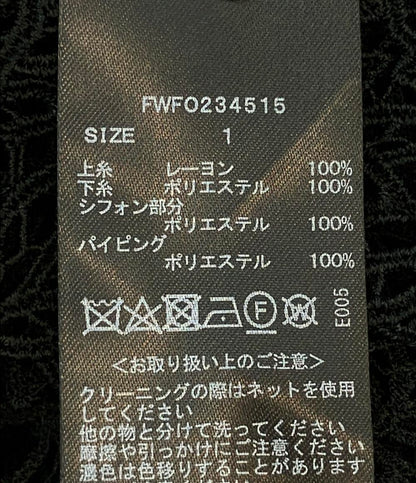 FWFO234515
SIZE 1
上糸 レーヨン 100%
下糸 ポリエステル 100%
シフォン部分
ポリエステル 100%
パイピング
ポリエステル 100%
F W E005
<お取り扱い上のご注意>
クリーニングの際はネットを使用
してください
他の物と分けて洗ってください
摩擦や引っかけにご注意ください
濃色は色移りすることがあります